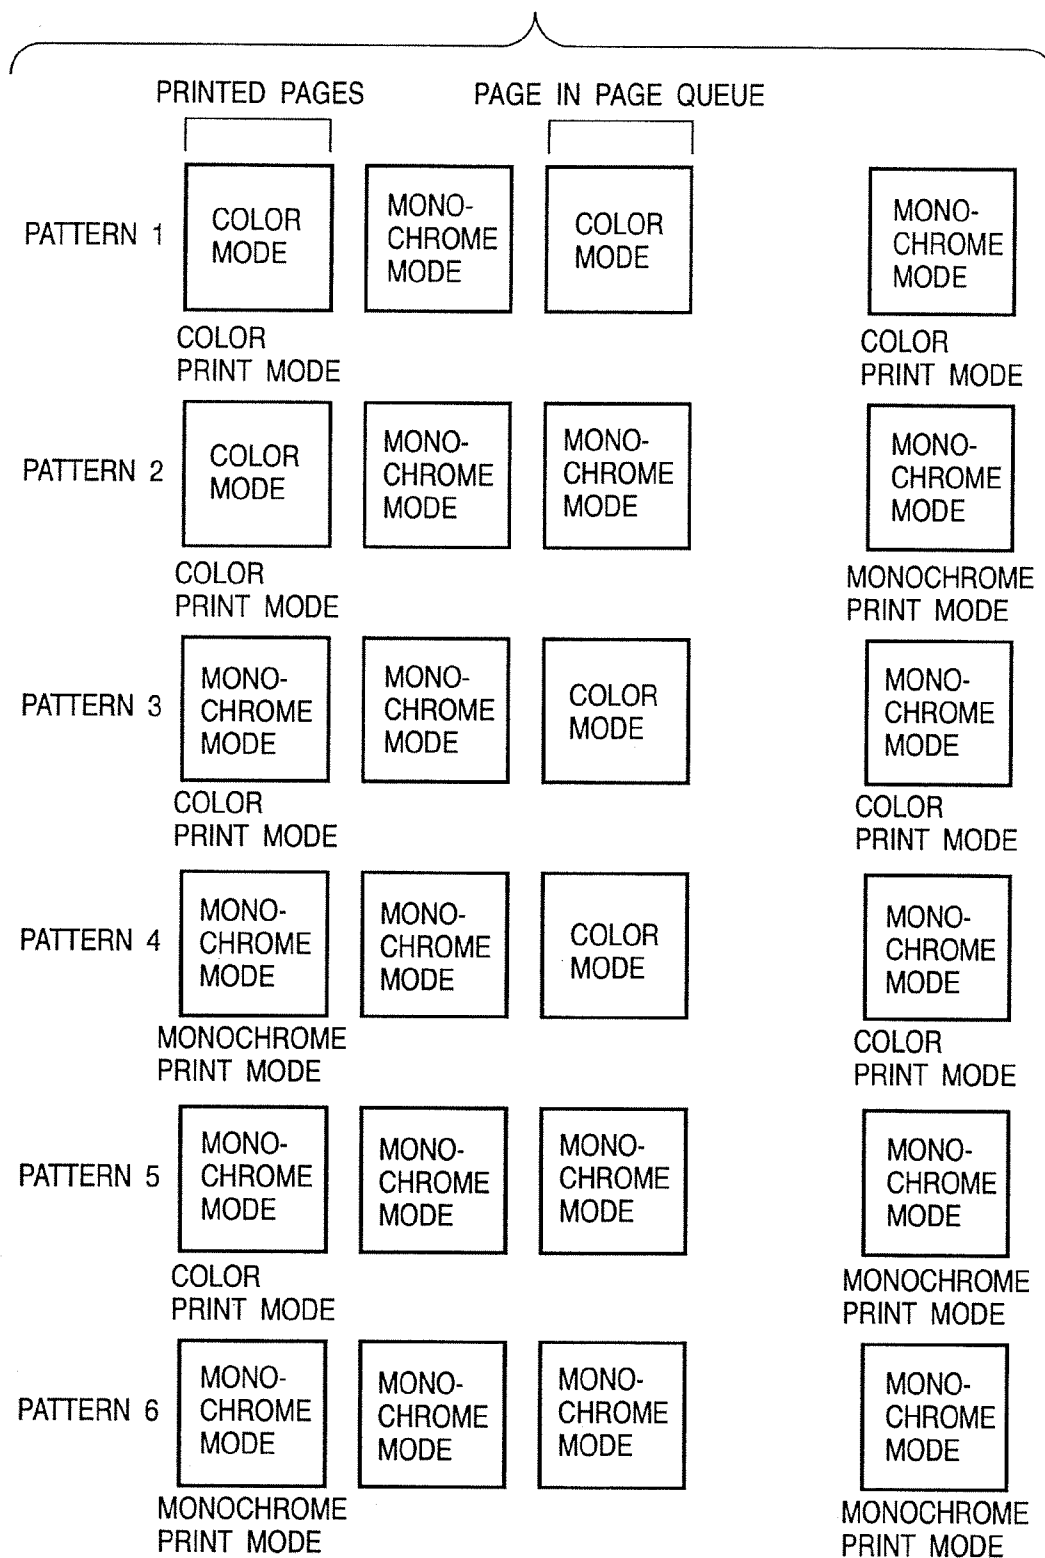 PRINTED PAGES PAGE IN PAGE QUEUE
PATTERN 1
COLOR
MODE
MONO-
CHROME
MODE
COLOR
MODE
MONO-
CHROME
MODE
COLOR
PRINT MODE
COLOR
PRINT MODE
PATTERN 2
COLOR
MODE
MONO-
CHROME
MODE
MONO-
CHROME
MODE
MONO-
CHROME
MODE
COLOR
PRINT MODE
MONOCHROME
PRINT MODE
PATTERN 3
MONO-
CHROME
MODE
MONO-
CHROME
MODE
COLOR
MODE
MONO-
CHROME
MODE
COLOR
PRINT MODE
COLOR
PRINT MODE
PATTERN 4
MONO-
CHROME
MODE
MONO-
CHROME
MODE
COLOR
MODE
MONO-
CHROME
MODE
MONOCHROME
PRINT MODE
COLOR
PRINT MODE
PATTERN 5
MONO-
CHROME
MODE
MONO-
CHROME
MODE
MONO-
CHROME
MODE
MONO-
CHROME
MODE
COLOR
PRINT MODE
MONOCHROME
PRINT MODE
PATTERN 6
MONO-
CHROME
MODE
MONO-
CHROME
MODE
MONO-
CHROME
MODE
MONO-
CHROME
MODE
MONOCHROME
PRINT MODE
MONOCHROME
PRINT MODE